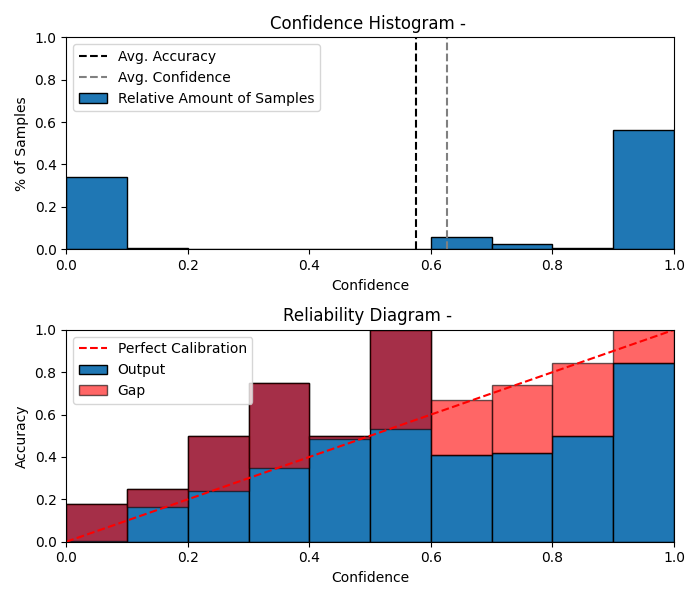 Confidence Histogram -
1.0
Avg. Accuracy
Avg. Confidence
Relative Amount of Samples
0.8
0.6
0.4
0.2
0.0
% of Samples
0.0 0.2 0.4 0.6 0.8 1.0
Confidence
Reliability Diagram -
1.0
Perfect Calibration
Output
Gap
0.8
0.6
0.4
0.2
0.0
Accuracy
0.0 0.2 0.4 0.6 0.8 1.0
Confidence